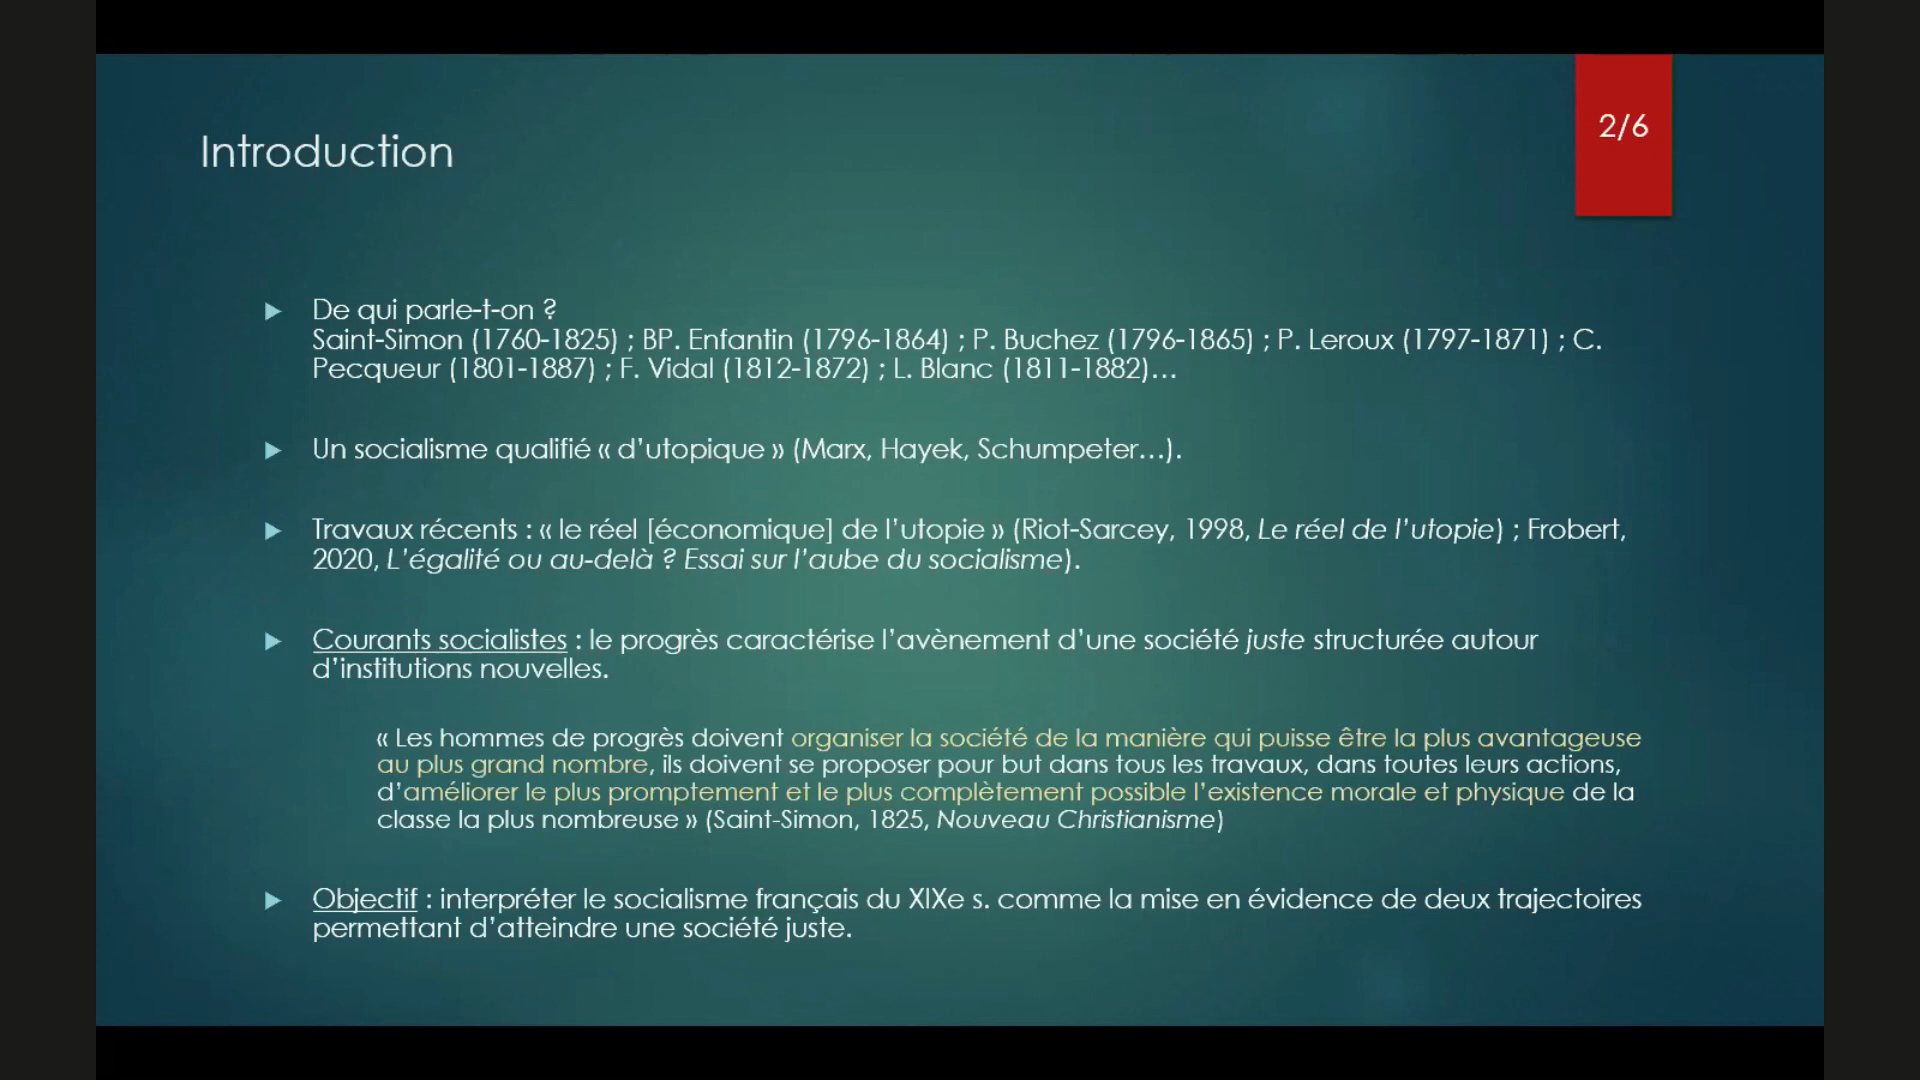 Introduction
2/6
De qui parle-t-on ?
Saint-Simon (1760-1825) ; BP. Enfantin (1796-1864) ; P. Buchez (1796-1865) ; P. Leroux (1797-1871) ; C.
Pecqueur (1801-1887) ; F. Vidal (1812-1872) ; L. Blanc (1811-1882)…
Un socialisme qualifié « d’utopique » (Marx, Hayek, Schumpeter…).
Travaux récents : « le réel [économique] de l’utopie » (Riot-Sarcey, 1998, Le réel de l’utopie) ; Frobert,
2020, L’égalité ou au-delà ? Essai sur l’aube du socialisme).
Courants socialistes : le progrès caractérise l’avènement d’une société juste structurée autour
d’institutions nouvelles.
« Les hommes de progrès doivent organiser la société de la manière qui puisse être la plus avantageuse
au plus grand nombre, ils doivent se proposer pour but dans tous les travaux, dans toutes leurs actions,
d’améliorer le plus promptement et le plus complètement possible l’existence morale et physique de la
classe la plus nombreuse » (Saint-Simon, 1825, Nouveau Christianisme)
Objectif : interpréter le socialisme français du XIXe s. comme la mise en évidence de deux trajectoires
permettant d’atteindre une société juste.